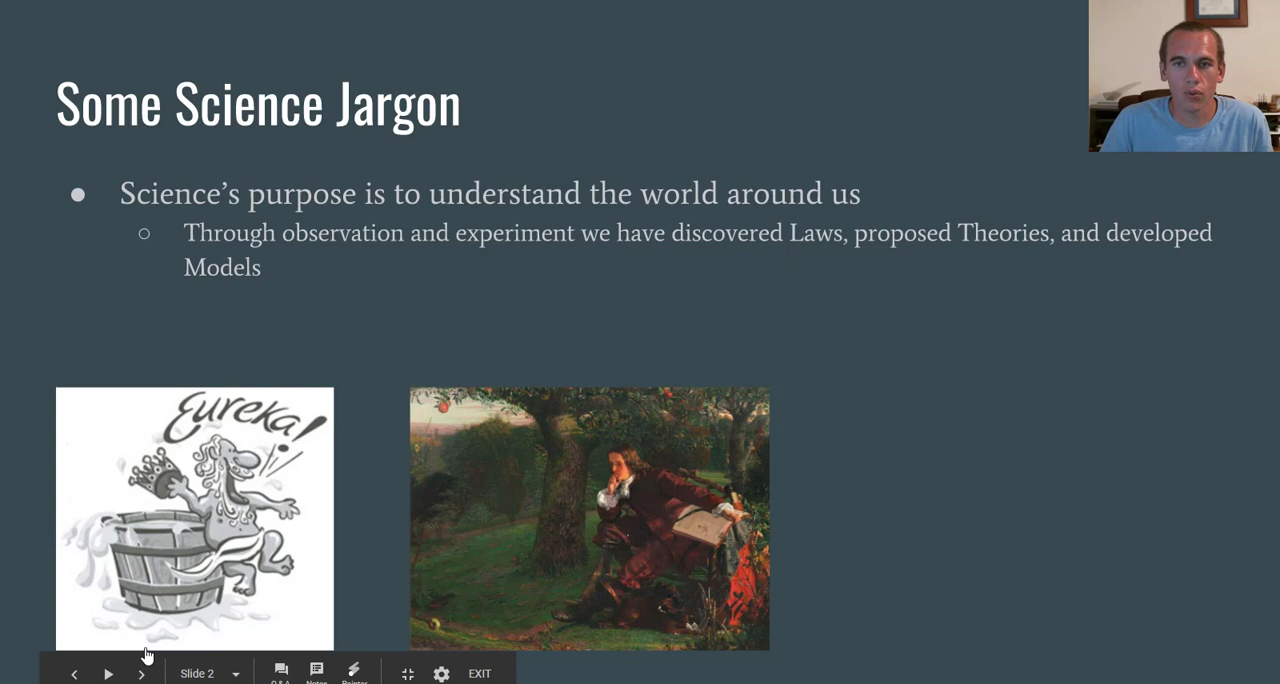 Some Science Jargon
● Science’s purpose is to understand the world around us
○ Through observation and experiment we have discovered Laws, proposed Theories, and developed
Models
Eureka!
Slide 2
Q & A
Notes
Pointer
EXIT